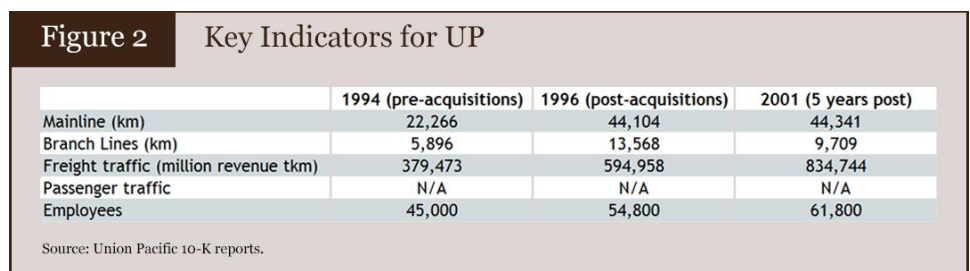 Figure 2 Key Indicators for UP
1994 (pre-acquisitions) 1996 (post-acquisitions) 2001 (5 years post)
Mainline (km) 22,266 44,104 44,341
Branch Lines (km) 5,896 13,568 9,709
Freight traffic (million revenue tkm) 379,473 594,958 834,744
Passenger traffic N/A N/A N/A
Employees 45,000 54,800 61,800
Source: Union Pacific 10-K reports.